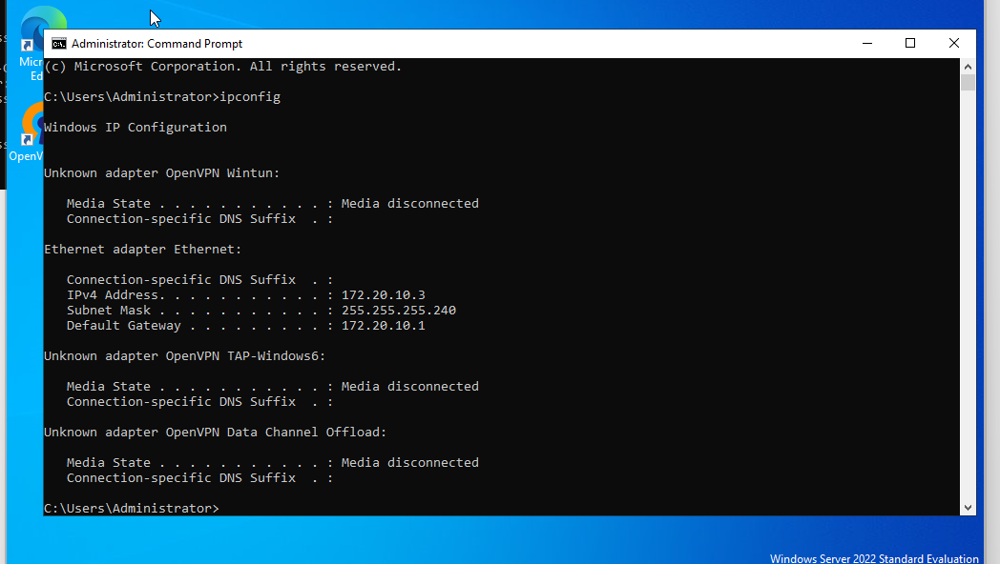 Administrator: Command Prompt
(c) Microsoft Corporation. All rights reserved.
C:\Users\Administrator>ipconfig
Windows IP Configuration
Unknown adapter OpenVPN Wintun:
Media State . . . . . . . . . . . : Media disconnected
Connection-specific DNS Suffix  . :
Ethernet adapter Ethernet:
Connection-specific DNS Suffix  . :
IPv4 Address. . . . . . . . . . . : 172.20.10.3
Subnet Mask . . . . . . . . . . . : 255.255.255.240
Default Gateway . . . . . . . . . : 172.20.10.1
Unknown adapter OpenVPN TAP-Windows6:
Media State . . . . . . . . . . . : Media disconnected
Connection-specific DNS Suffix  . :
Unknown adapter OpenVPN Data Channel Offload:
Media State . . . . . . . . . . . : Media disconnected
Connection-specific DNS Suffix  . :
C:\Users\Administrator>
Micr
Ed
OpenV
Windows Server 2022 Standard Evaluation